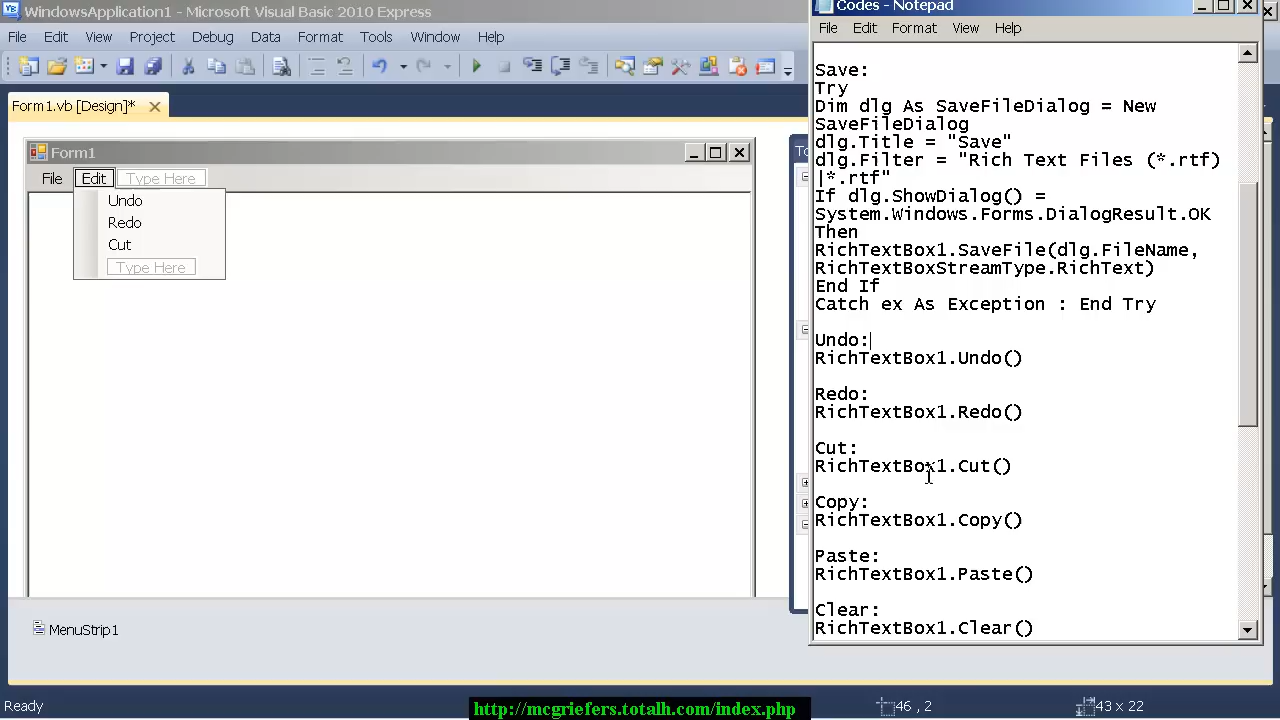 WindowsApplication1 - Microsoft Visual Basic 2010 Express
File Edit View Project Debug Data Format Tools Window Help
Form1.vb [Design]*
Form1
File Edit Type Here
Undo
Redo
Cut
Type Here
MenuStrip1
Ready
46 , 2
43 x 22
http://mcgriefers.totalh.com/index.php
To
Codes - Notepad
File Edit Format View Help
Save:
Try
Dim dlg As SaveFileDialog = New
SaveFileDialog
dlg.Title = "Save"
dlg.Filter = "Rich Text Files (*.rtf)
|*.rtf"
If dlg.ShowDialog() =
System.Windows.Forms.DialogResult.OK
Then
RichTextBox1.SaveFile(dlg.FileName,
RichTextBoxStreamType.RichText)
End If
Catch ex As Exception : End Try
Undo:
RichTextBox1.Undo()
Redo:
RichTextBox1.Redo()
Cut:
RichTextBox1.Cut()
Copy:
RichTextBox1.Copy()
Paste:
RichTextBox1.Paste()
Clear:
RichTextBox1.Clear()